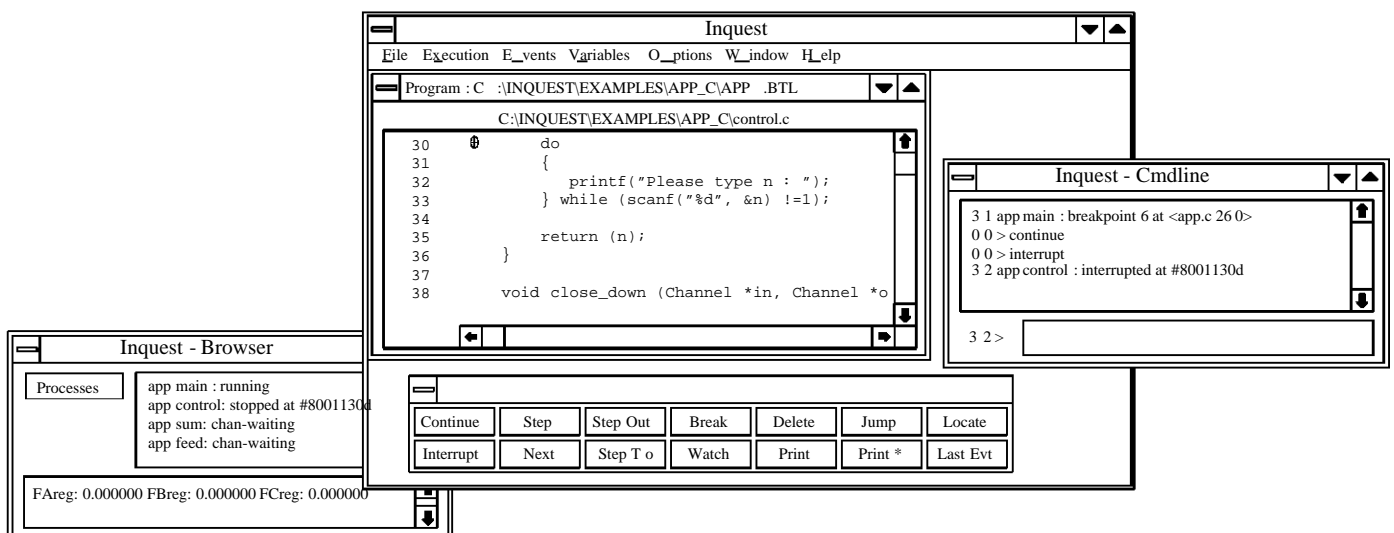 Inquest
File Execution E_vents Variables O_ptions W_indow H_elp
Program : C :\INQUEST\EXAMPLES\APP_C\APP .BTL
C:\INQUEST\EXAMPLES\APP_C\control.c
30 do
31 {
32 printf("Please type n : ");
33 } while (scanf("%d", &n) !=1);
34
35 return (n);
36 }
37
38 void close_down (Channel *in, Channel *o
Inquest - Cmdline
3 1 app main : breakpoint 6 at <app.c 26 0>
0 0 > continue
0 0 > interrupt
3 2 app control : interrupted at #8001130d
3 2 >
Inquest - Browser
Processes
app main : running
app control: stopped at #8001130d
app sum: chan-waiting
app feed: chan-waiting
FAreg: 0.000000 FBreg: 0.000000 FCreg: 0.000000
Continue Step Step Out Break Delete Jump Locate
Interrupt Next Step T o Watch Print Print * Last Evt